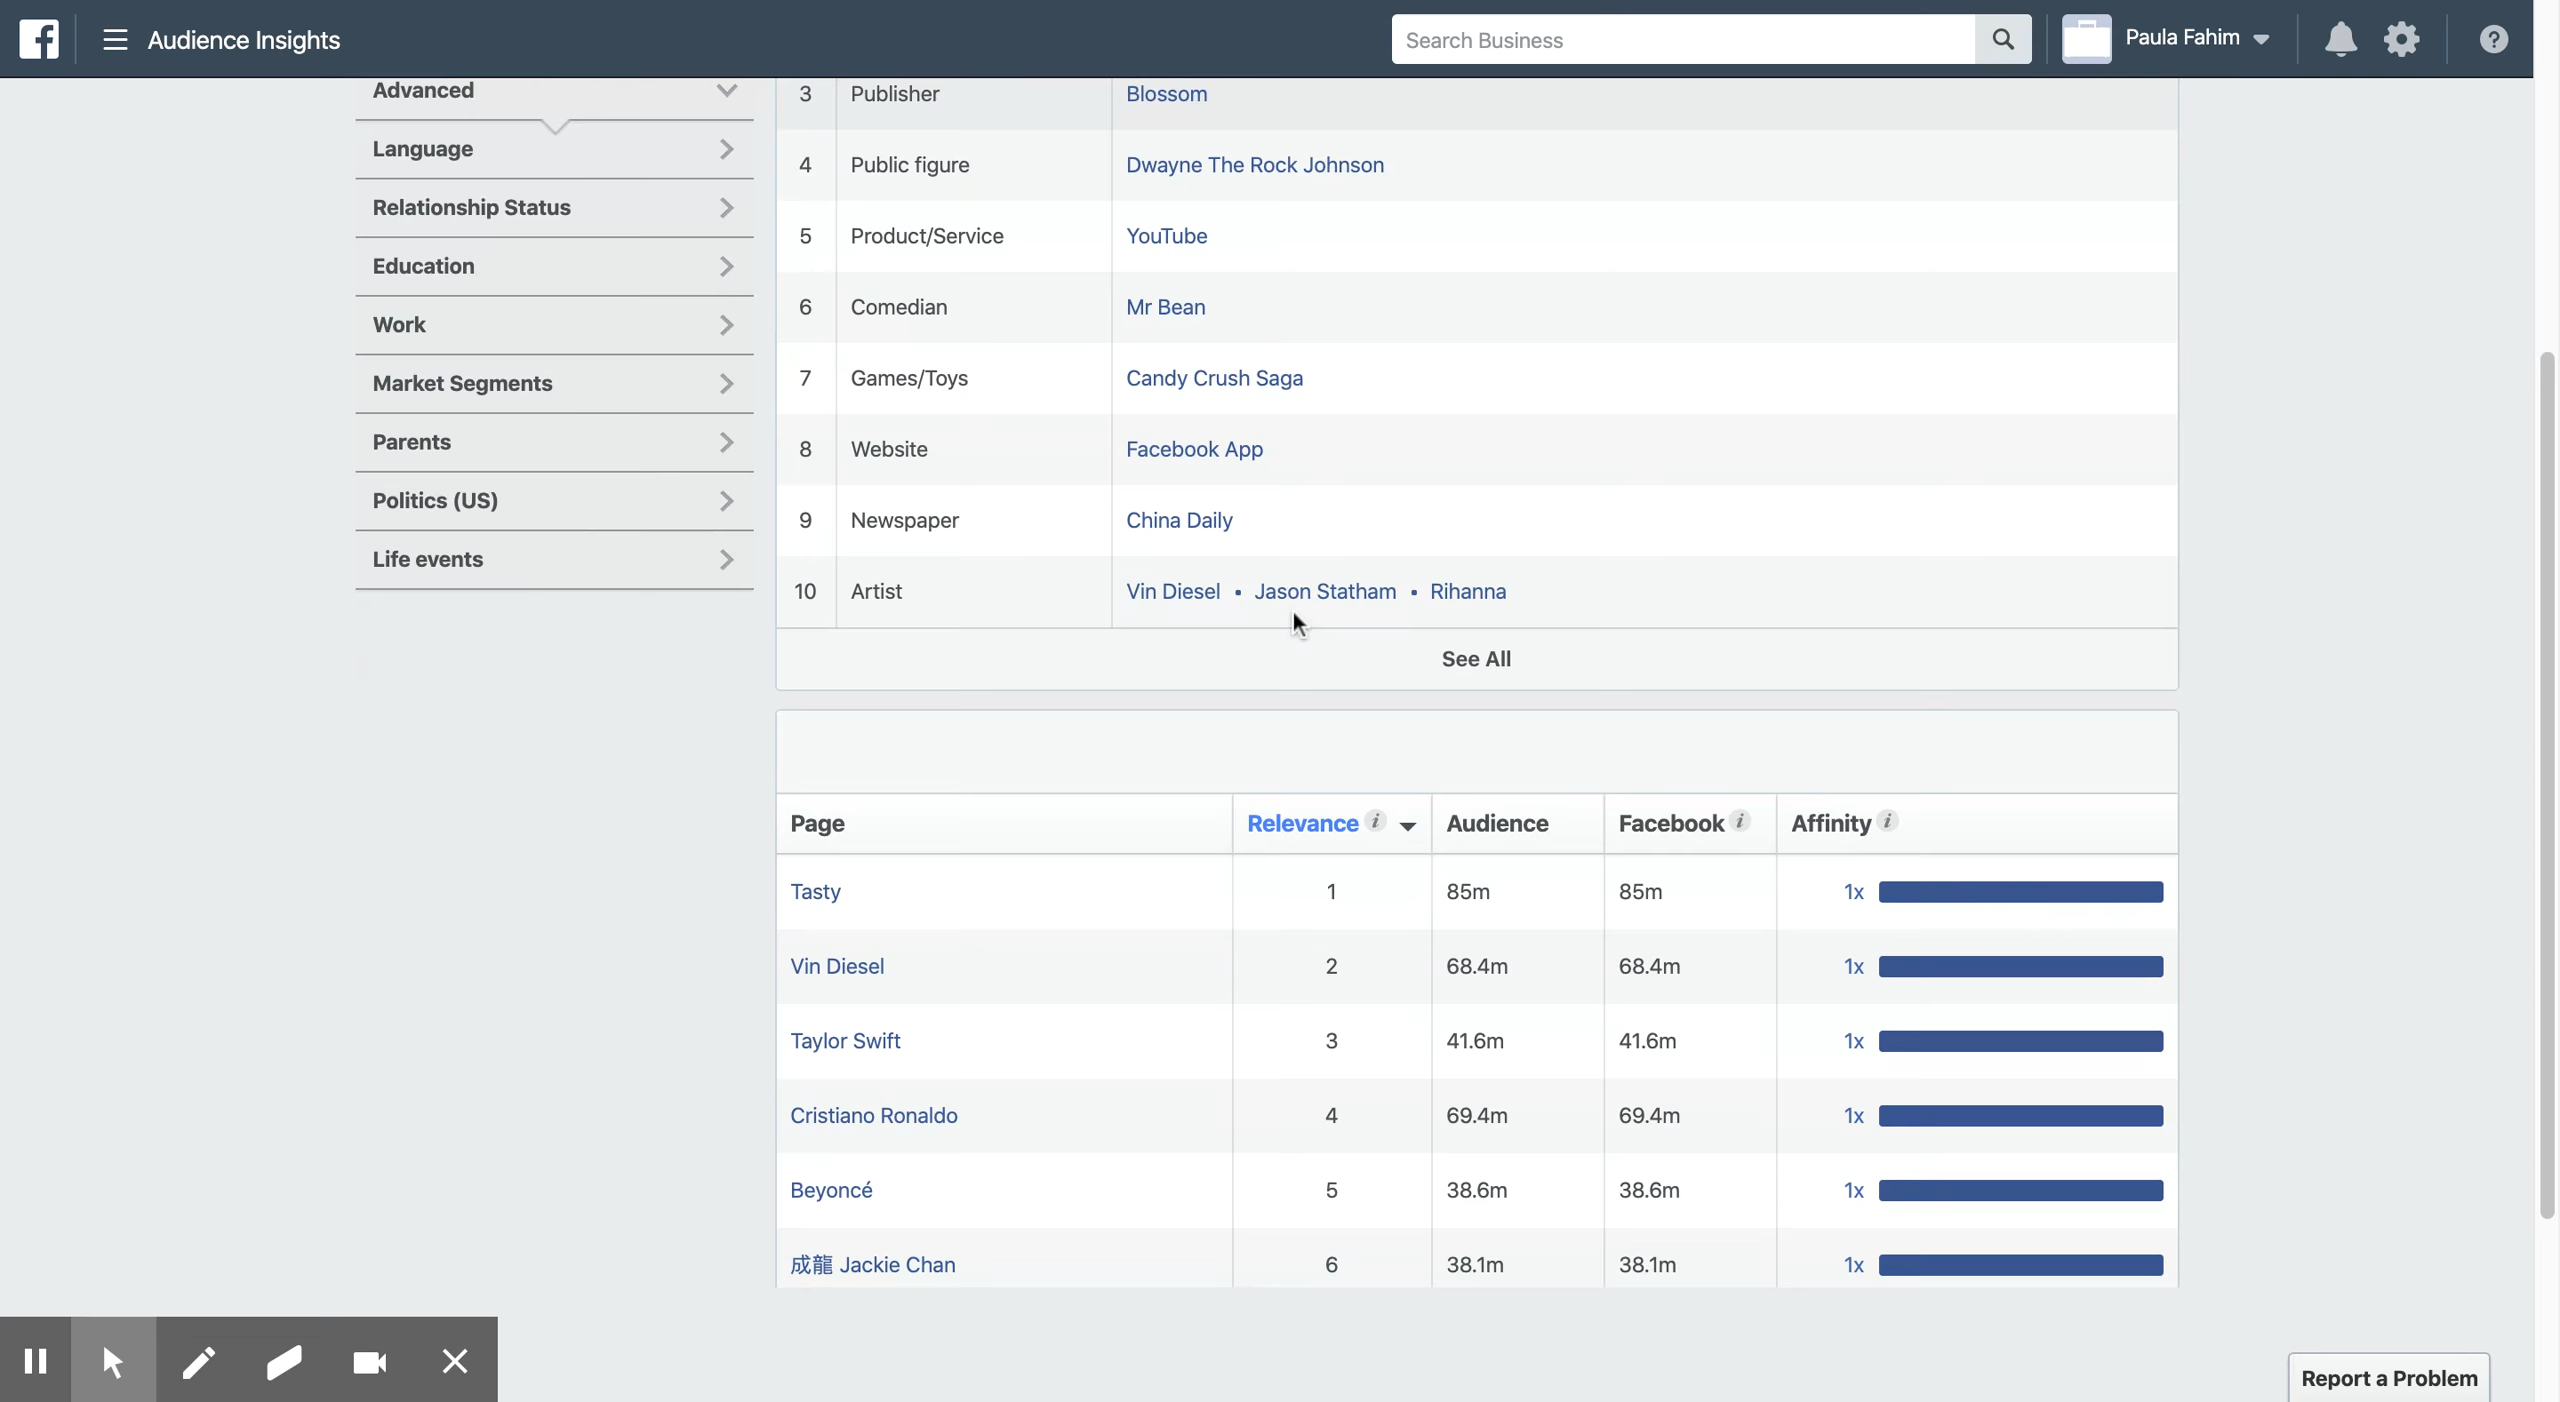 Audience Insights
Search Business
Paula Fahim
Advanced
Language
Relationship Status
Education
Work
Market Segments
Parents
Politics (US)
Life events
3 Publisher Blossom
4 Public figure Dwayne The Rock Johnson
5 Product/Service YouTube
6 Comedian Mr Bean
7 Games/Toys Candy Crush Saga
8 Website Facebook App
9 Newspaper China Daily
10 Artist Vin Diesel • Jason Statham • Rihanna
See All
Page Relevance i Audience Facebook i Affinity i
Tasty 1 85m 85m 1x
Vin Diesel 2 68.4m 68.4m 1x
Taylor Swift 3 41.6m 41.6m 1x
Cristiano Ronaldo 4 69.4m 69.4m 1x
Beyoncé 5 38.6m 38.6m 1x
成龍 Jackie Chan 6 38.1m 38.1m 1x
Report a Problem